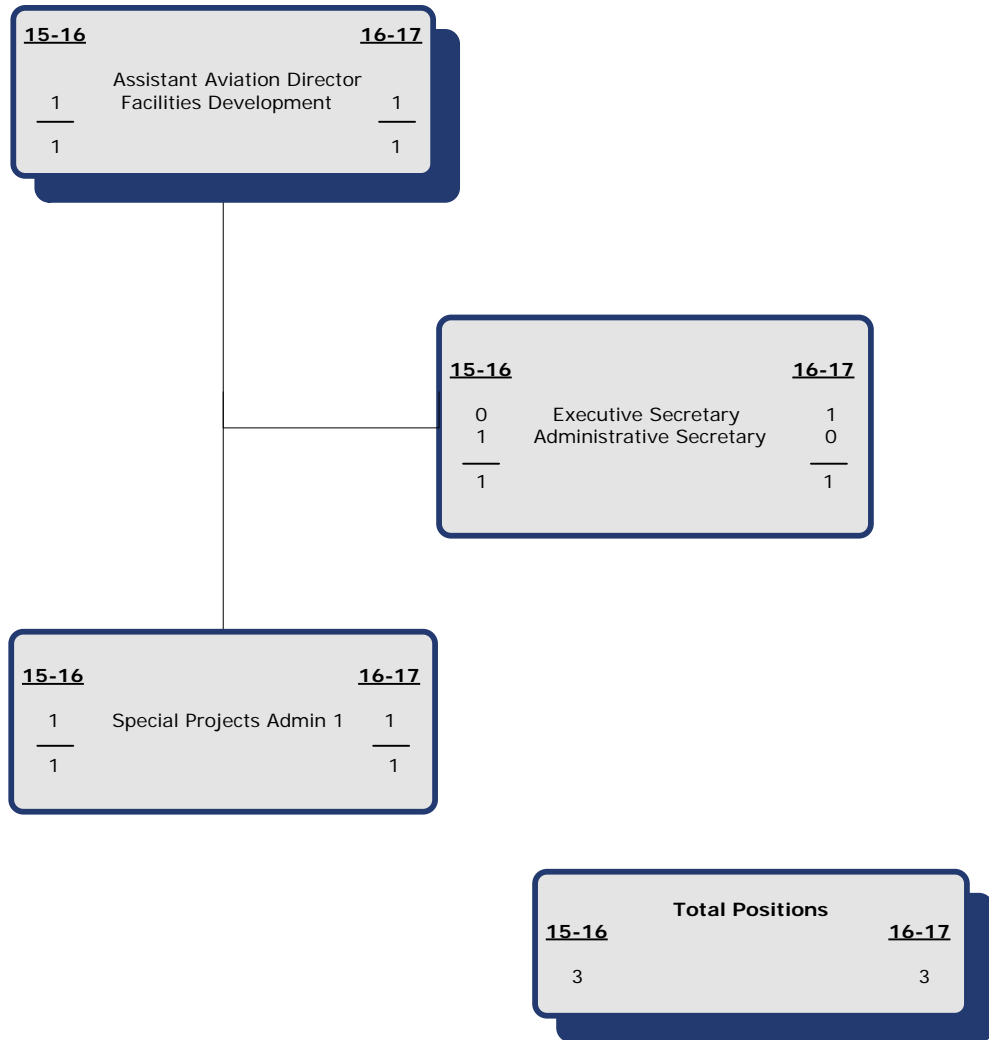 15-16 16-17
Assistant Aviation Director
1 Facilities Development 1
1 1
15-16 16-17
0 Executive Secretary 1
1 Administrative Secretary 0
1 1
15-16 16-17
1 Special Projects Admin 1 1
1 1
Total Positions
15-16 16-17
3 3